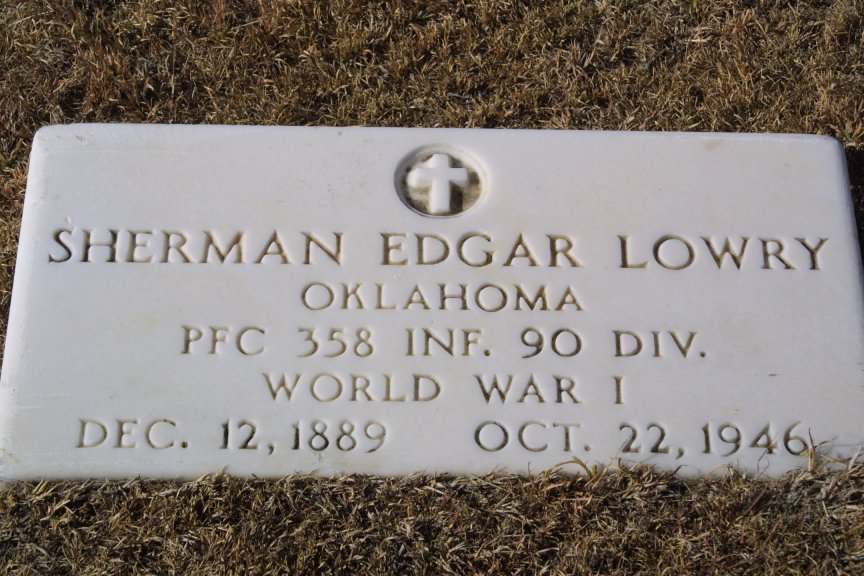 SHERMAN EDGAR LOWRY
OKLAHOMA
PFC 358 INF. 90 DIV.
WORLD WAR I
DEC. 12, 1889 OCT. 22, 1946